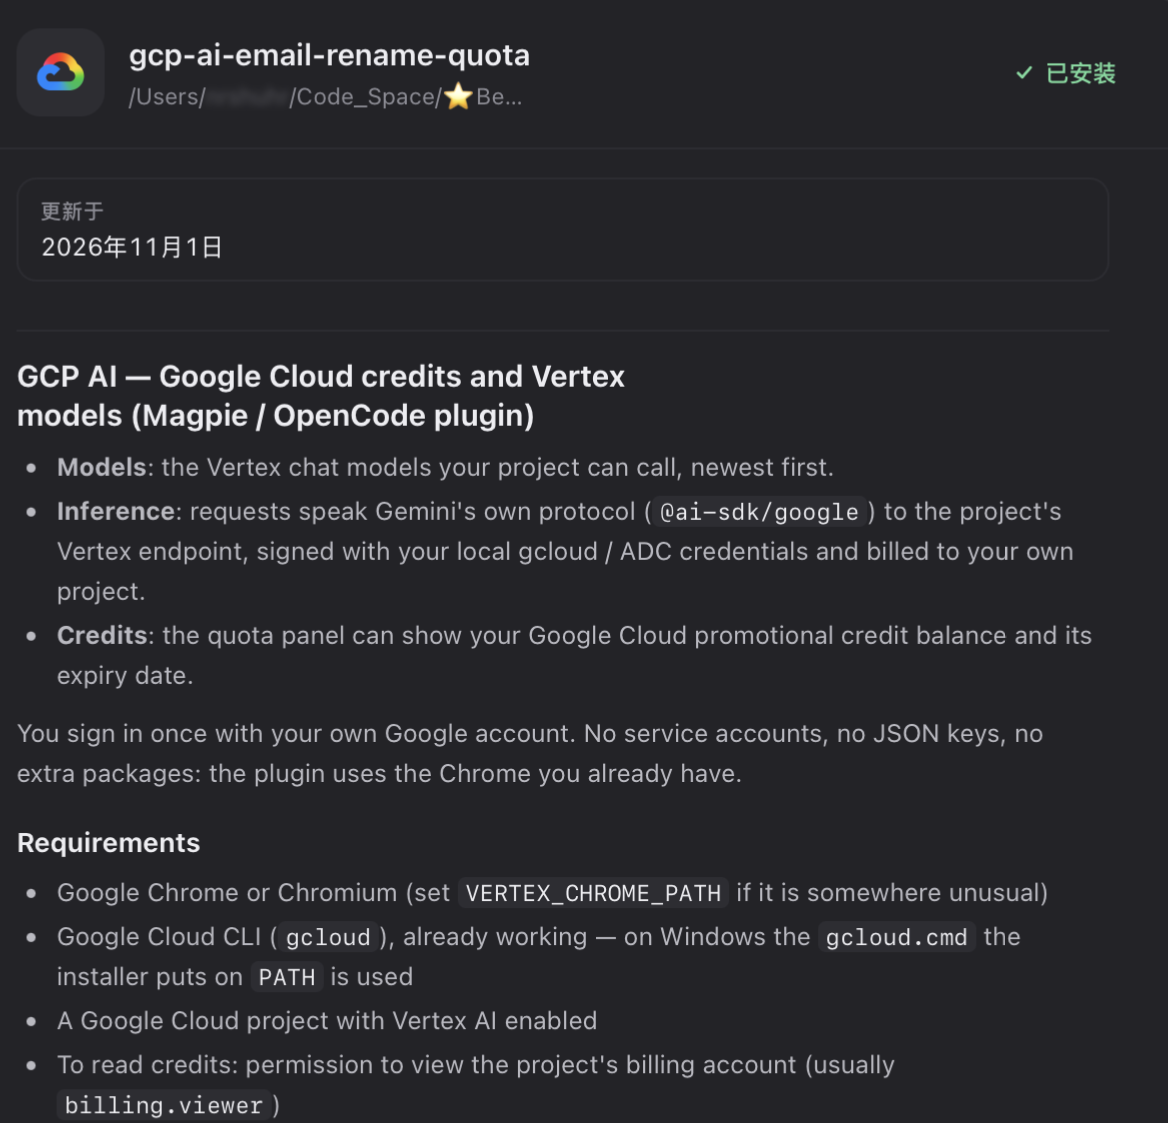 gcp-ai-email-rename-quota
/Users/ /Code_Space/⭐Be...
✓ 已安装
更新于
2026年11月1日
GCP AI — Google Cloud credits and Vertex
models (Magpie / OpenCode plugin)
• Models: the Vertex chat models your project can call, newest first.
• Inference: requests speak Gemini's own protocol ( @ai-sdk/google ) to the project's
Vertex endpoint, signed with your local gcloud / ADC credentials and billed to your own
project.
• Credits: the quota panel can show your Google Cloud promotional credit balance and its
expiry date.
You sign in once with your own Google account. No service accounts, no JSON keys, no
extra packages: the plugin uses the Chrome you already have.
Requirements
• Google Chrome or Chromium (set VERTEX_CHROME_PATH if it is somewhere unusual)
• Google Cloud CLI ( gcloud ), already working — on Windows the gcloud.cmd the
installer puts on PATH is used
• A Google Cloud project with Vertex AI enabled
• To read credits: permission to view the project's billing account (usually
billing.viewer )